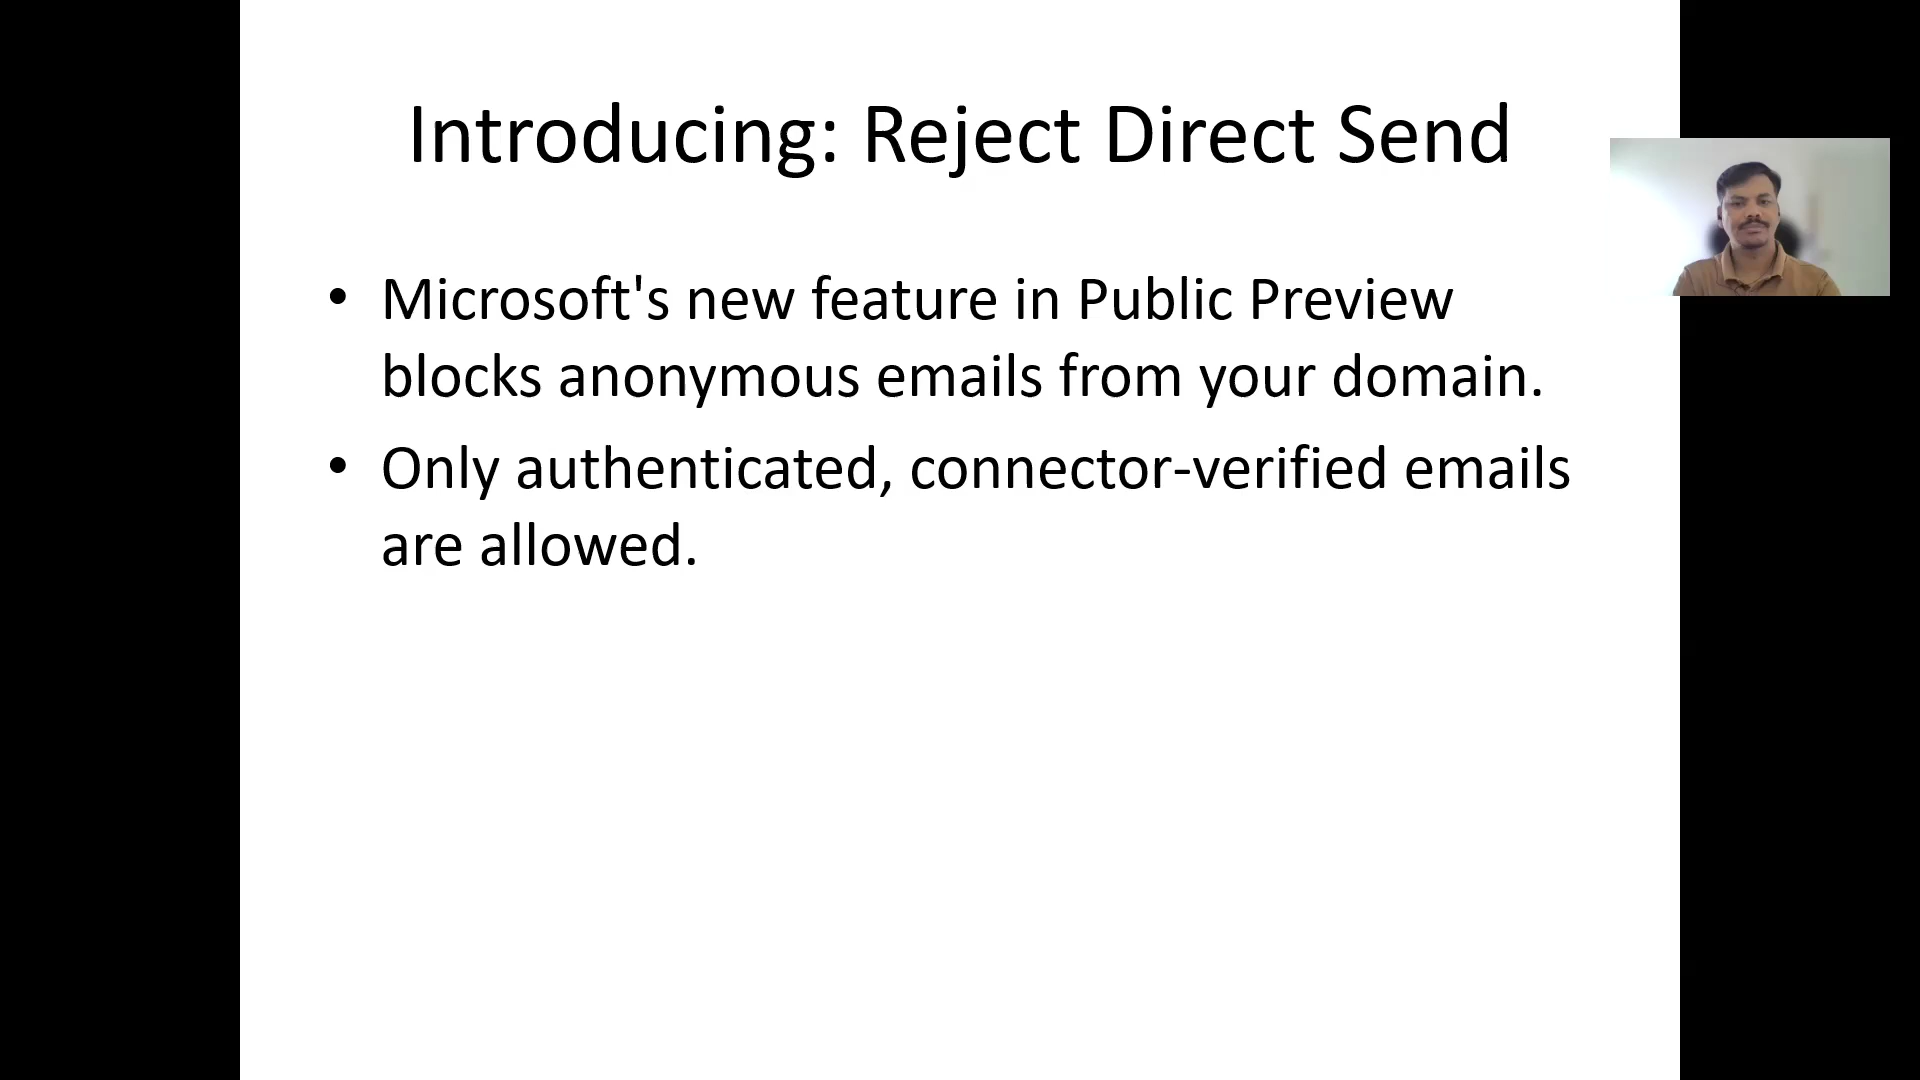 Introducing: Reject Direct Send
• Microsoft's new feature in Public Preview
blocks anonymous emails from your domain.
• Only authenticated, connector-verified emails
are allowed.